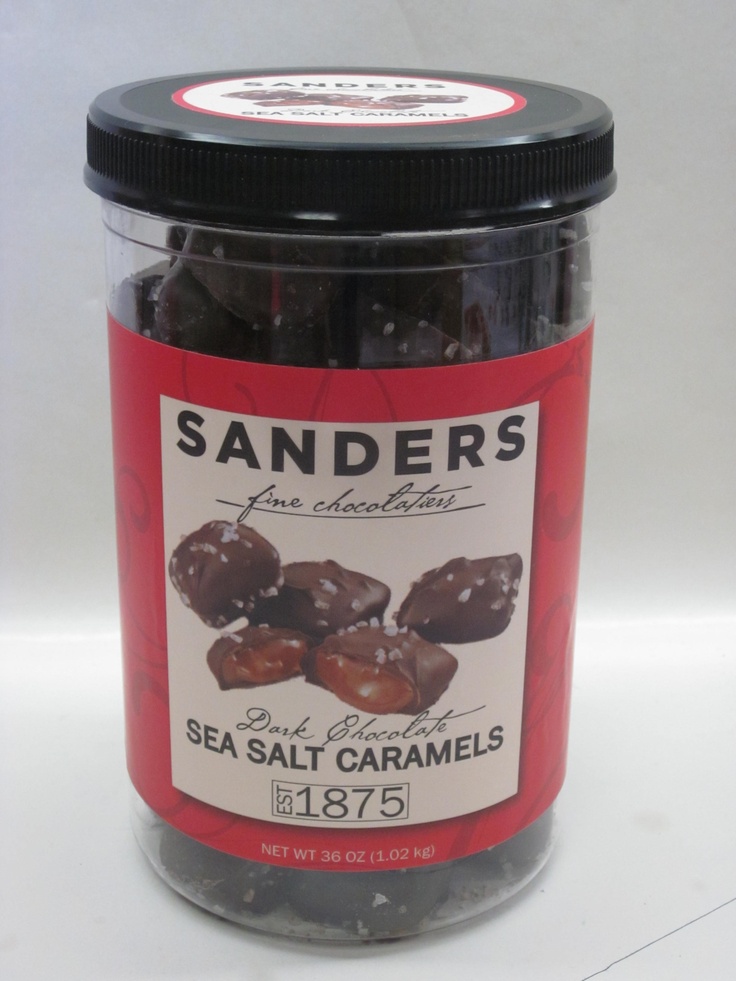 SANDERS
SEA SALT CARAMELS
SANDERS
fine chocolatiers
Dark Chocolate
SEA SALT CARAMELS
EST 1875
NET WT 36 OZ (1.02 kg)